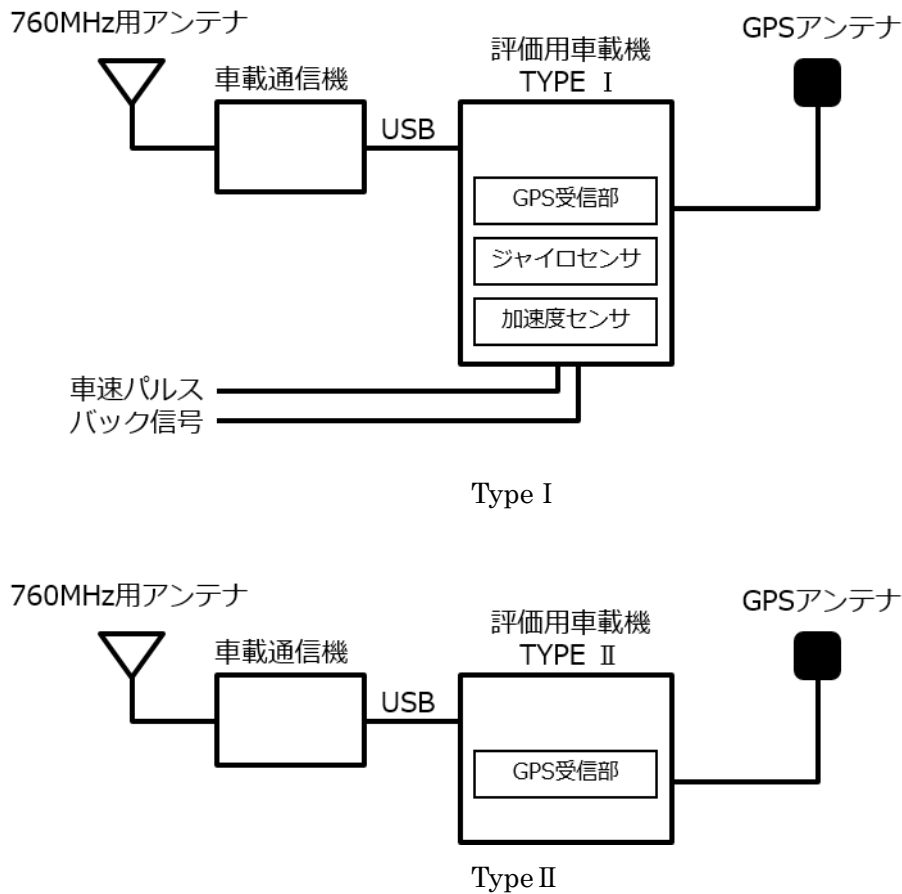 760MHz用アンテナ
車載通信機
USB
評価用車載機
TYPE Ⅰ
GPSアンテナ
GPS受信部
ジャイロセンサ
加速度センサ
車速パルス
バック信号
Type Ⅰ
760MHz用アンテナ
車載通信機
USB
評価用車載機
TYPE Ⅱ
GPSアンテナ
GPS受信部
Type Ⅱ